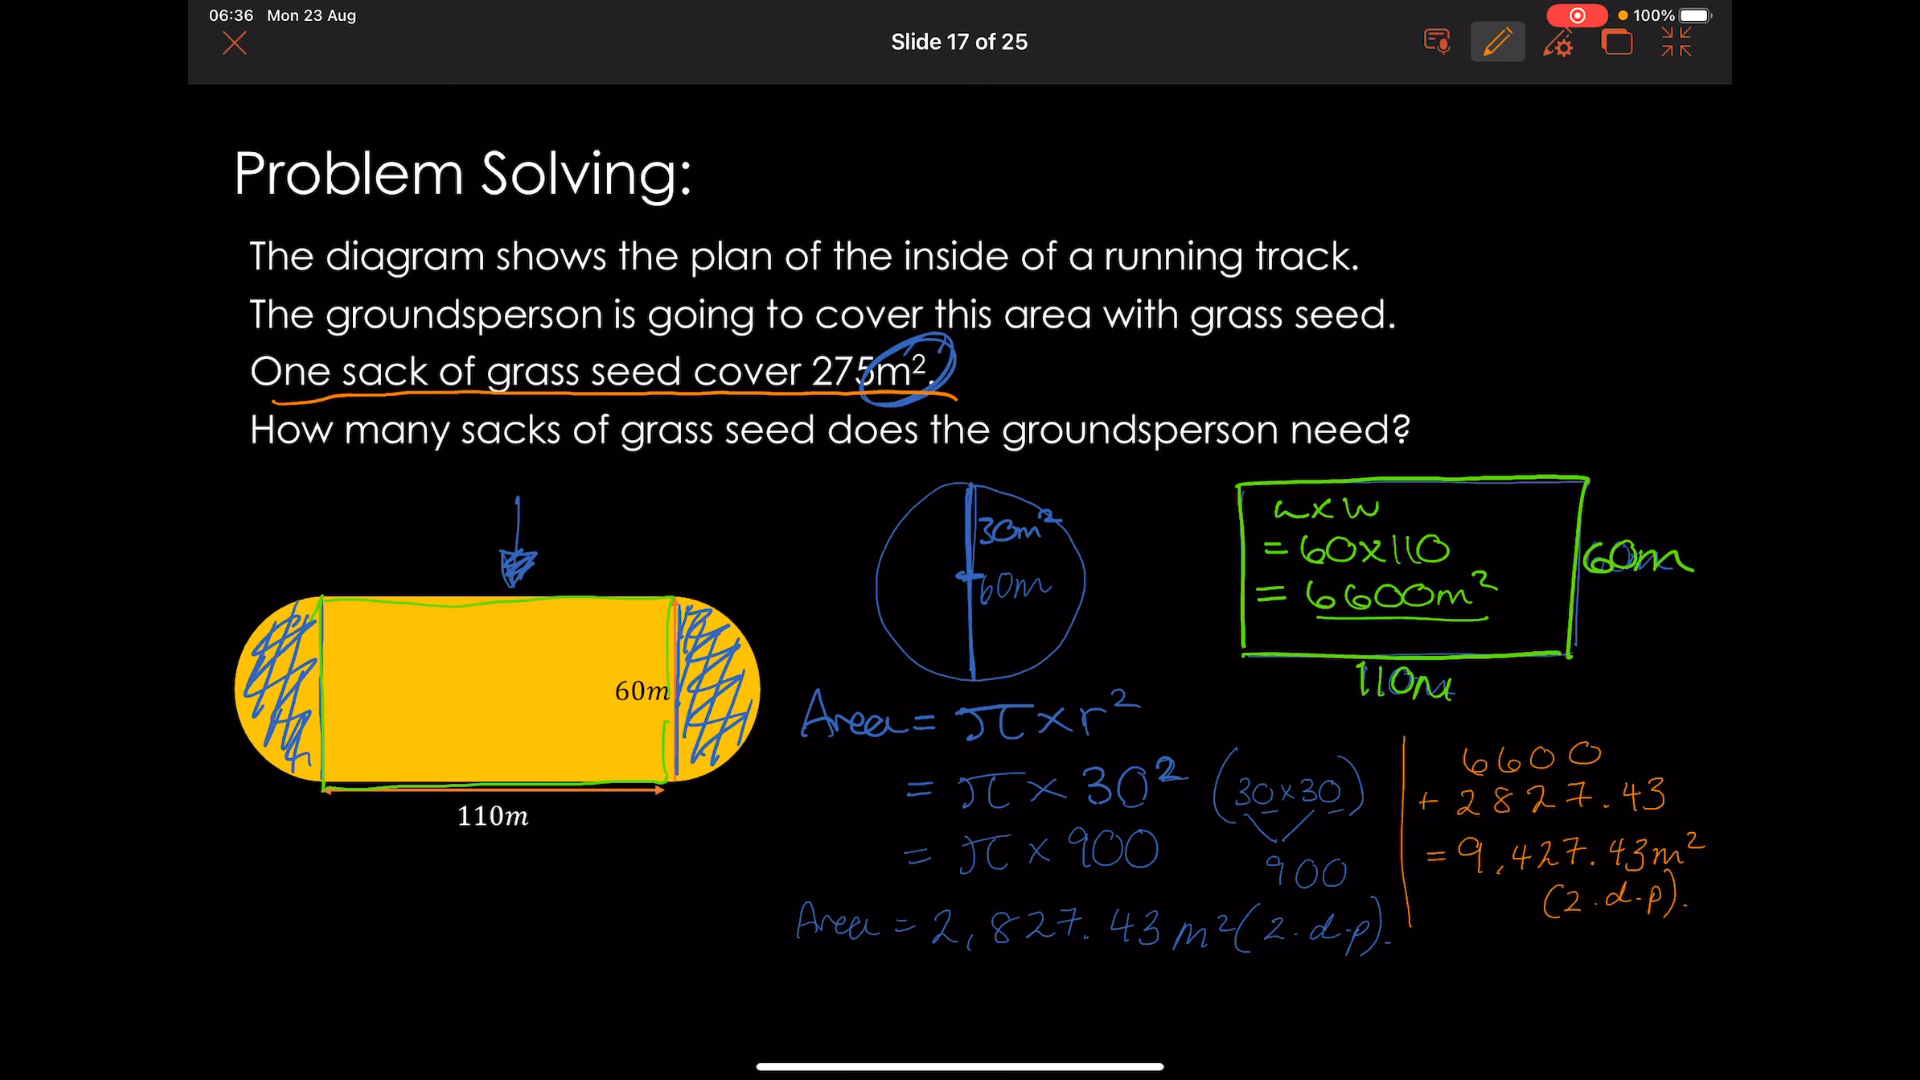 06:36 Mon 23 Aug
100%
Slide 17 of 25
Problem Solving:
The diagram shows the plan of the inside of a running track.
The groundsperson is going to cover this area with grass seed.
One sack of grass seed cover 275m².
How many sacks of grass seed does the groundsperson need?
60m
110m
30m²
60m
Area = π × r²
= π × 30² (30×30)
= π × 900
900
Area = 2,827.43 m² (2.d.p).
L × W
= 60×110
= 6600m²
60m
110m
6600
+ 2827.43
= 9,427.43m²
(2.d.p).